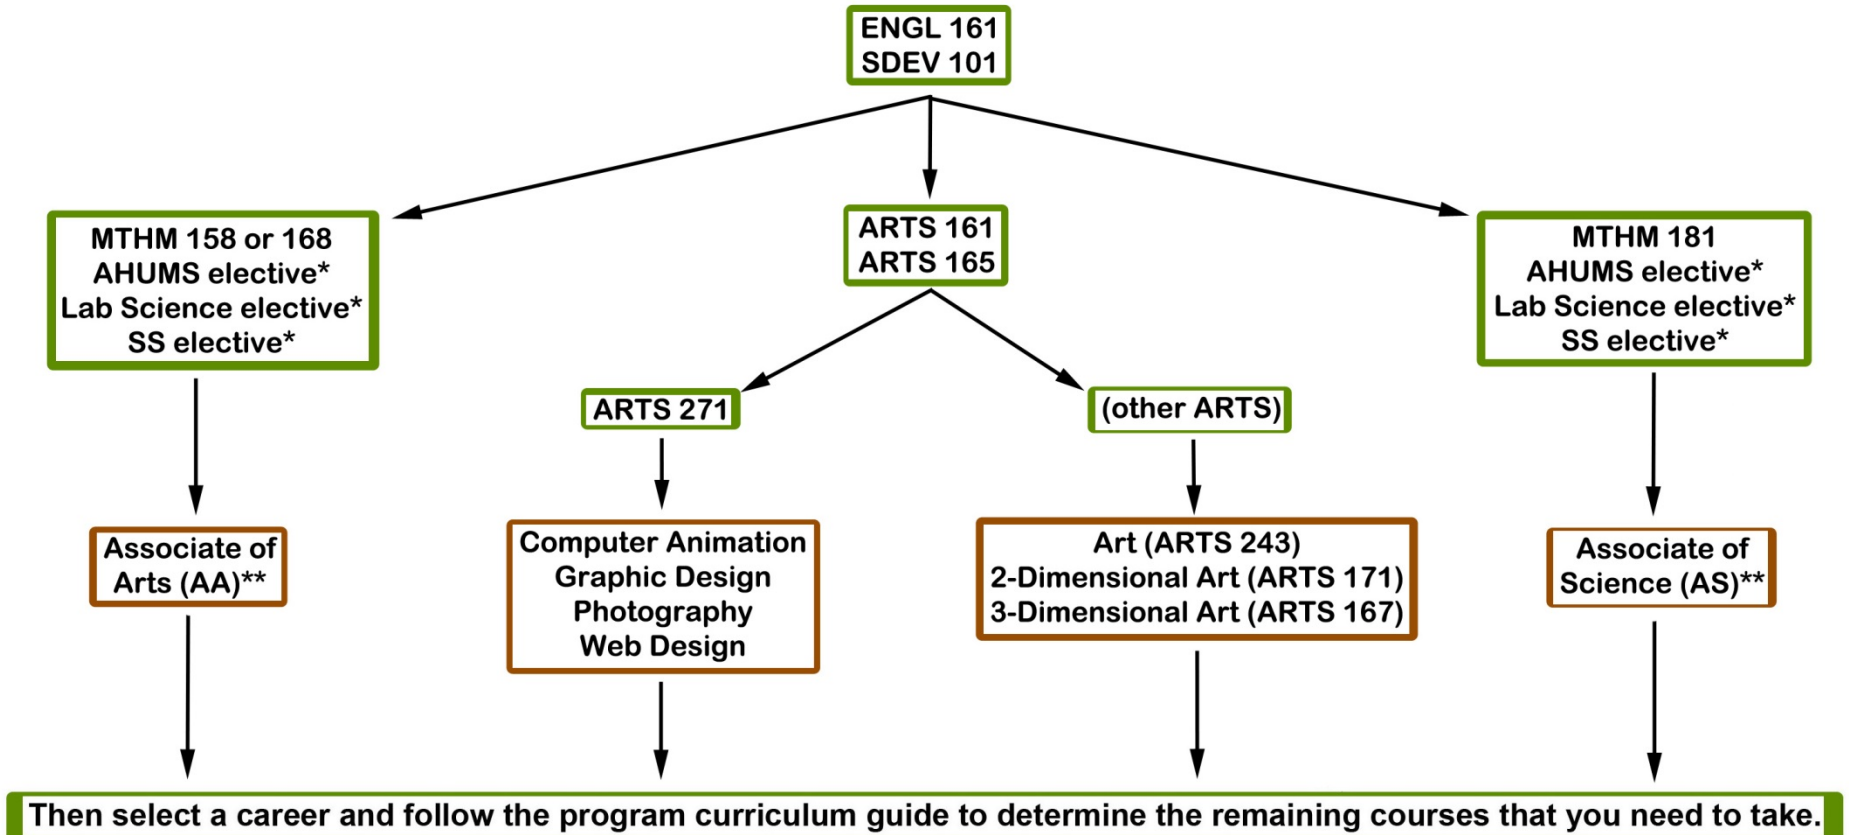 ENGL 161
SDEV 101
MTHM 158 or 168
AHUMS elective*
Lab Science elective*
SS elective*
ARTS 161
ARTS 165
MTHM 181
AHUMS elective*
Lab Science elective*
SS elective*
ARTS 271
(other ARTS)
Associate of
Arts (AA)**
Computer Animation
Graphic Design
Photography
Web Design
Art (ARTS 243)
2-Dimensional Art (ARTS 171)
3-Dimensional Art (ARTS 167)
Associate of
Science (AS)**
Then select a career and follow the program curriculum guide to determine the remaining courses that you need to take.